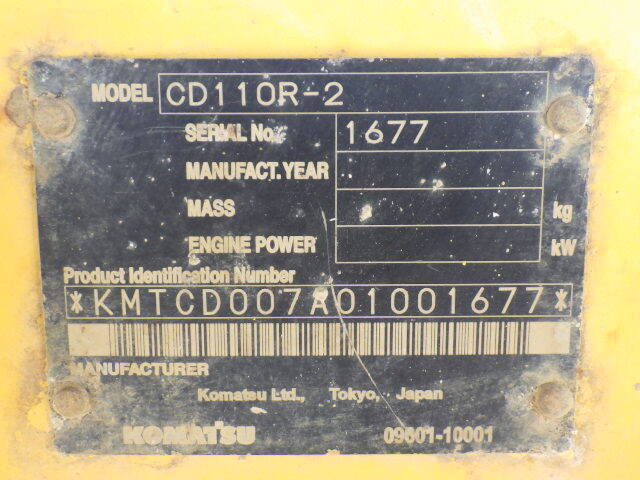 MODEL CD110R-2
SERIAL No. 1677
MANUFACT. YEAR
MASS kg
ENGINE POWER kW
Product Identification Number
*KMTCD007A01001677*
MANUFACTURER
Komatsu Ltd., Tokyo, Japan
KOMATSU 09601-10001